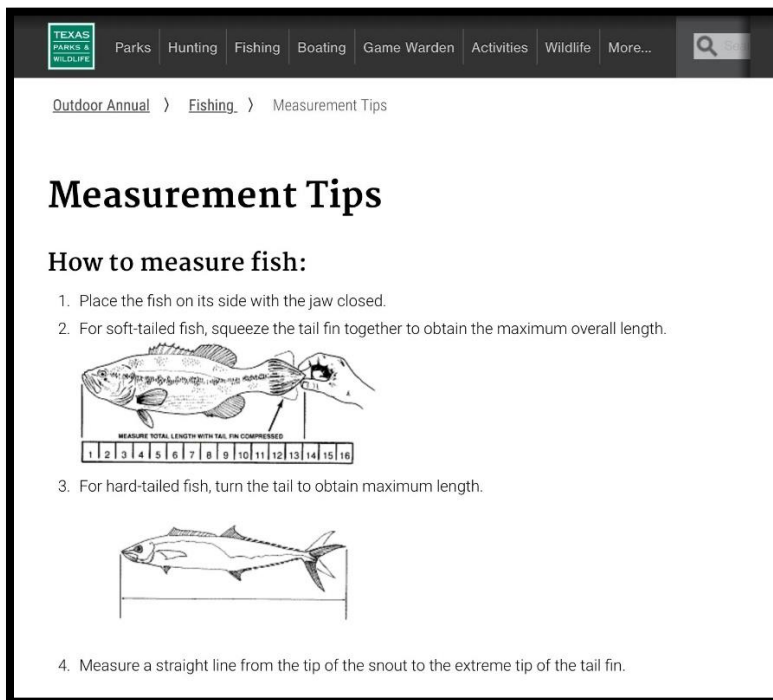 TEXAS
PARKS &
WILDLIFE
Parks Hunting Fishing Boating Game Warden Activities Wildlife More...
Outdoor Annual 〉 Fishing 〉 Measurement Tips
Measurement Tips
How to measure fish:
1. Place the fish on its side with the jaw closed.
2. For soft-tailed fish, squeeze the tail fin together to obtain the maximum overall length.
MEASURE TOTAL LENGTH WITH TAIL FIN COMPRESSED
1 2 3 4 5 6 7 8 9 10 11 12 13 14 15 16
3. For hard-tailed fish, turn the tail to obtain maximum length.
4. Measure a straight line from the tip of the snout to the extreme tip of the tail fin.